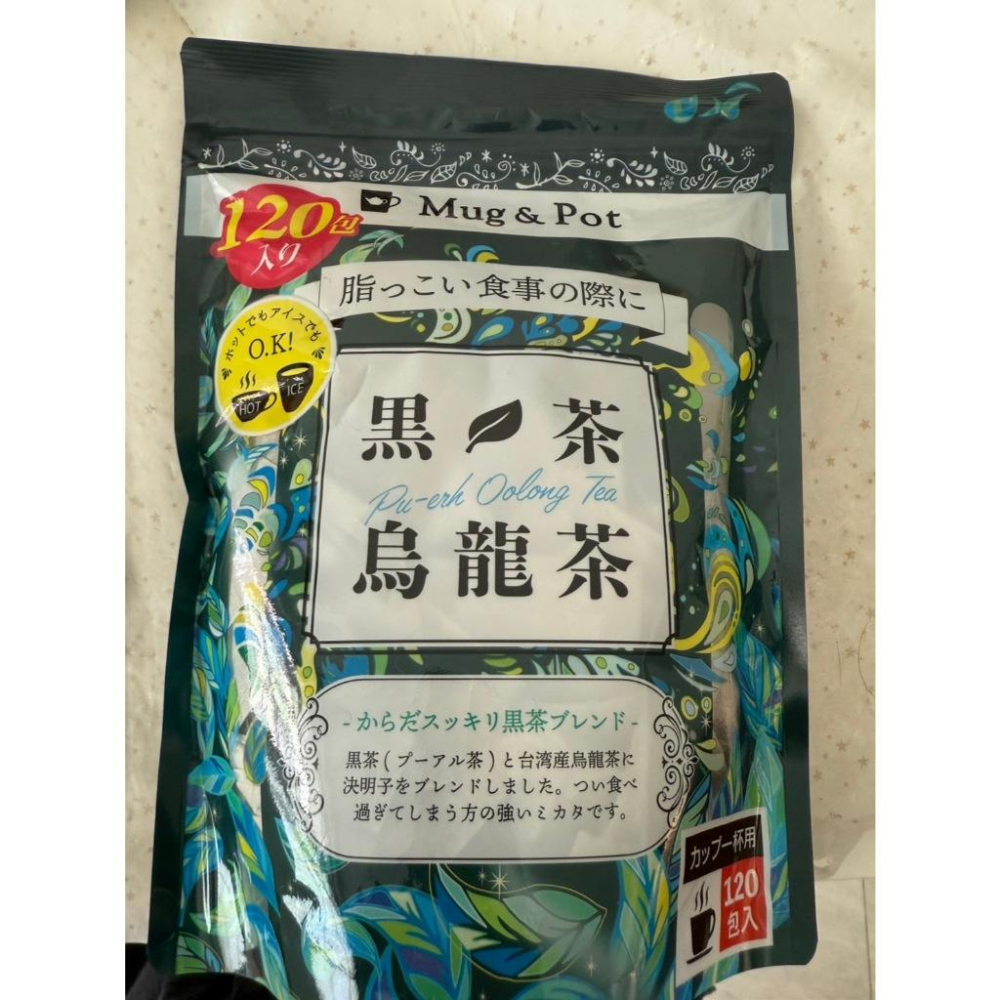 120包
入り
Mug & Pot
脂っこい食事の際に
ホットでもアイスでも
O.K!
HOT
ICE
黒茶
Pu-erh Oolong Tea
烏龍茶
- からだスッキリ黒茶ブレンド -
黒茶(プーアル茶)と台湾産烏龍茶に
決明子をブレンドしました。つい食べ
過ぎてしまう方の強いミカタです。
カップ一杯用
120
包入